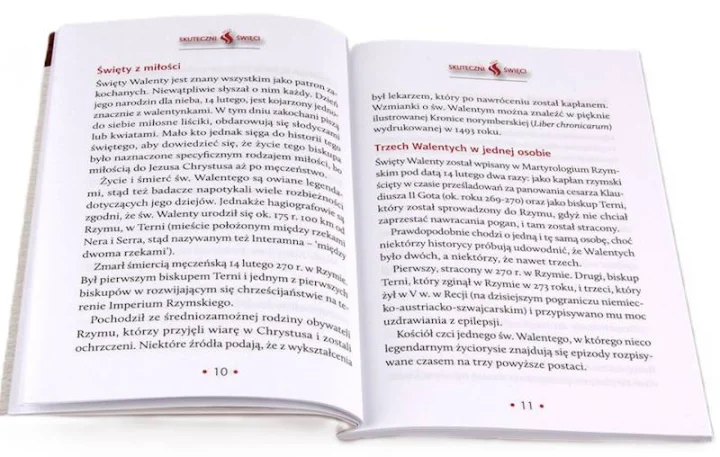 SKUTECZNI ŚWIĘCI
Święty z miłości
Święty Walenty jest znany wszystkim jako patron za-
kochanych. Niewątpliwie słyszał o nim każdy. Dzień
jego narodzin dla nieba, 14 lutego, jest kojarzony jedno-
znacznie z walentynkami. W tym dniu zakochani piszą
do siebie miłosne liściki, obdarowują się słodyczami
lub kwiatami. Mało kto jednak sięga do historii tego
świętego, aby dowiedzieć się, że życie tego biskupa
było naznaczone specyficznym rodzajem miłości, bo
miłością do Jezusa Chrystusa aż po męczeństwo.
Życie i śmierć św. Walentego są owiane legenda-
mi, stąd też badacze napotykali wiele rozbieżności
dotyczących jego dziejów. Jednakże hagiografowie są
zgodni, że św. Walenty urodził się ok. 175 r. 100 km od
Rzymu, w Terni (mieście położonym między rzekami
Nera i Serra, stąd nazywanym też Interamna – 'między
dwoma rzekami').
Zmarł śmiercią męczeńską 14 lutego 270 r. w Rzymie.
Był pierwszym biskupem Terni i jednym z pierwszych
biskupów w rozwijającym się chrześcijaństwie na te-
renie Imperium Rzymskiego.
Pochodził ze średniozamożnej rodziny obywateli
Rzymu, którzy przyjęli wiarę w Chrystusa i zostali
ochrzczeni. Niektóre źródła podają, że z wykształcenia
• 10 •
SKUTECZNI ŚWIĘCI
był lekarzem, który po nawróceniu został kapłanem.
Wzmianki o św. Walentym można znaleźć w pięknie
ilustrowanej Kronice norymberskiej (Liber chronicarum)
wydrukowanej w 1493 roku.
Trzech Walentych w jednej osobie
Święty Walenty został wpisany w Martyrologium Rzym-
skim pod datą 14 lutego dwa razy: jako kapłan rzymski
ścięty w czasie prześladowań za panowania cesarza Klau-
diusza II Gota (ok. roku 269-270) oraz jako biskup Terni,
który został sprowadzony do Rzymu, gdyż nie chciał
zaprzestać nawracania pogan, i tam został stracony.
Prawdopodobnie chodzi o jedną i tę samą osobę, choć
niektórzy historycy próbują udowodnić, że Walentych
było dwóch, a niektórzy, że nawet trzech.
Pierwszy, stracony w 270 r. w Rzymie. Drugi, biskup
Terni, który zginął w Rzymie w 273 roku, i trzeci, który
żył w V w. w Recji (na dzisiejszym pograniczu niemiec-
ko-austriacko-szwajcarskim) i przypisywano mu moc
uzdrawiania z epilepsji.
Kościół czci jednego św. Walentego, w którego nieco
legendarnym życiorysie znajdują się epizody rozpisy-
wane czasem na trzy powyższe postaci.
• 11 •